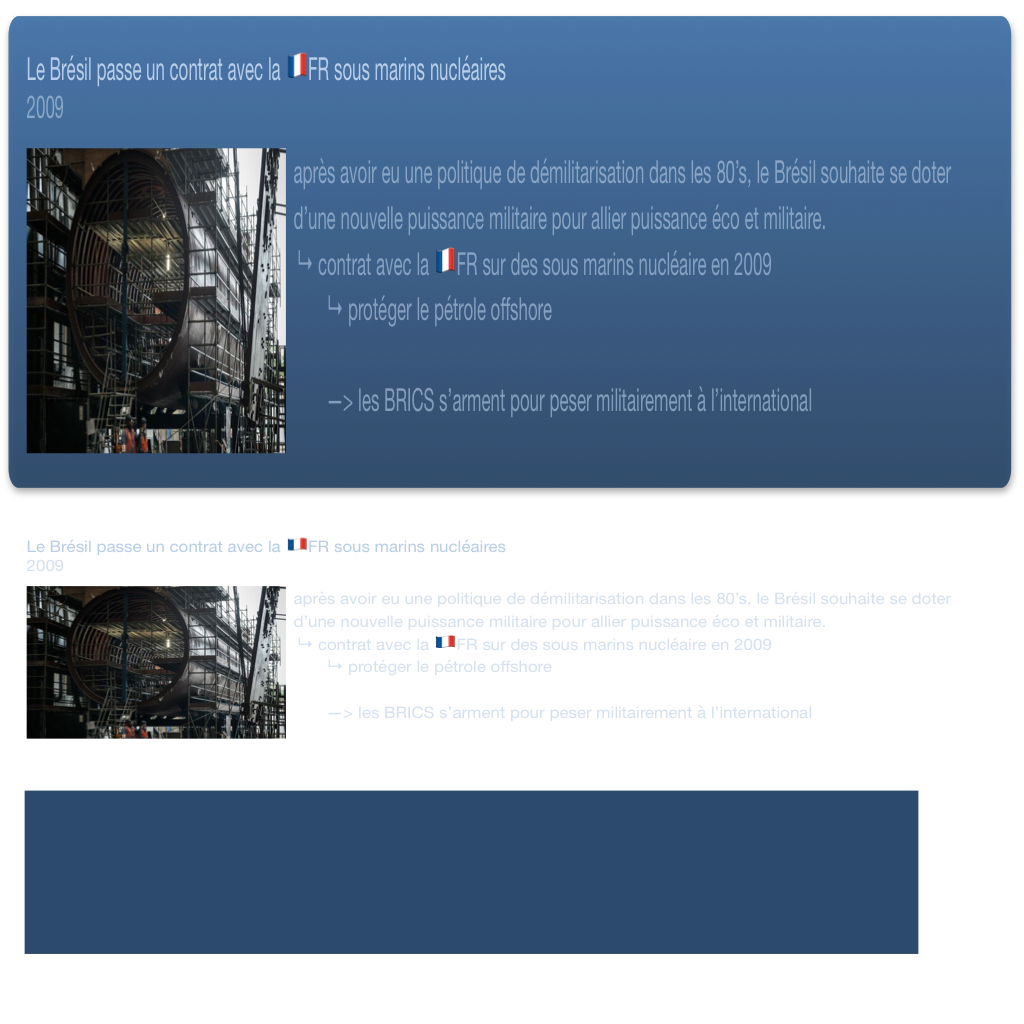 Le Brésil passe un contrat avec la 🇫🇷FR sous marins nucléaires
2009
après avoir eu une politique de démilitarisation dans les 80’s, le Brésil souhaite se doter
d’une nouvelle puissance militaire pour allier puissance éco et militaire.
↳ contrat avec la 🇫🇷FR sur des sous marins nucléaire en 2009
↳ protéger le pétrole offshore
—> les BRICS s’arment pour peser militairement à l’international
Le Brésil passe un contrat avec la 🇫🇷FR sous marins nucléaires
2009
après avoir eu une politique de démilitarisation dans les 80’s, le Brésil souhaite se doter
d’une nouvelle puissance militaire pour allier puissance éco et militaire.
↳ contrat avec la 🇫🇷FR sur des sous marins nucléaire en 2009
↳ protéger le pétrole offshore
—> les BRICS s’arment pour peser militairement à l’international